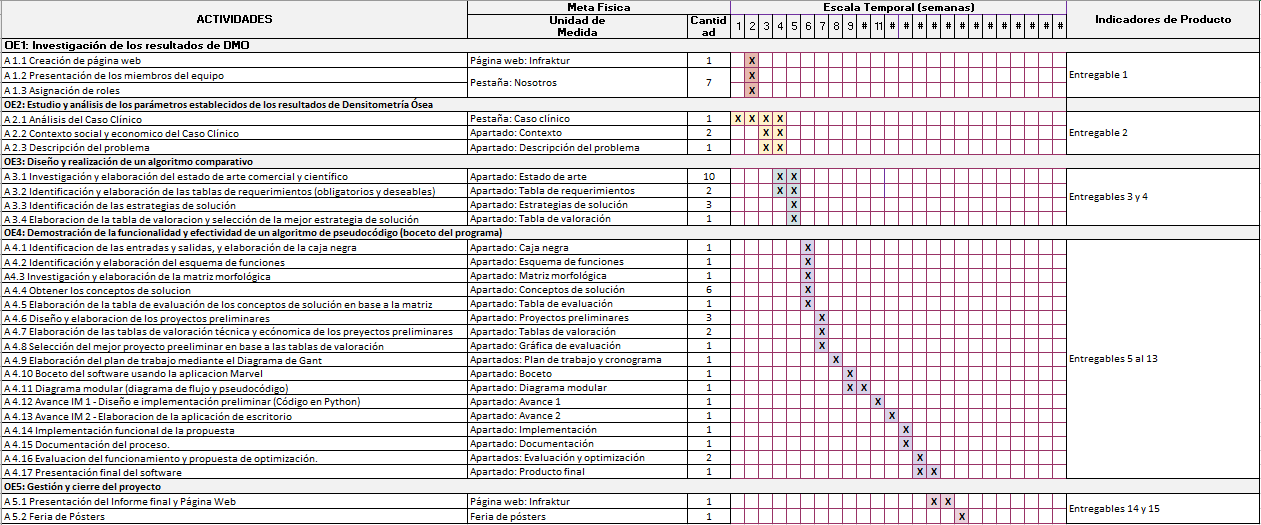 ACTIVIDADES Meta Fisica Escala Temporal (semanas) Indicadores de Producto
Unidad de Medida Cantid ad 1 2 3 4 5 6 7 8 9 # 11 # # # # # # # # # # # # #
OE1: Investigación de los resultados de DMO
A 1.1 Creación de página web Página web: Infraktur 1 X Entregable 1
A 1.2 Presentación de los miembros del equipo Pestaña: Nosotros 7 X
A 1.3 Asignación de roles X
OE2: Estudio y análisis de los parámetros establecidos de los resultados de Densitometría Ósea
A 2.1 Análisis del Caso Clínico Pestaña: Caso clínico 1 X X X X Entregable 2
A 2.2 Contexto social y economico del Caso Clínico Apartado: Contexto 2 X X
A 2.3 Descripción del problema Apartado: Descripción del problema 1 X X
OE3: Diseño y realización de un algoritmo comparativo
A 3.1 Investigación y elaboración del estado de arte comercial y científico Apartado: Estado de arte 10 X X Entregables 3 y 4
A 3.2 Identificación y elaboración de las tablas de requerimientos (obligatorios y deseables) Apartado: Tabla de requerimientos 2 X X
A 3.3 Identificación de las estrategias de solución Apartado: Estrategias de solución 3 X
A 3.4 Elaboracion de la tabla de valoracion y selección de la mejor estrategia de solución Apartado: Tabla de valoración 1 X
OE4: Demostración de la funcionalidad y efectividad de un algoritmo de pseudocódigo (boceto del programa)
A 4.1 Identificacion de las entradas y salidas, y elaboración de la caja negra Apartado: Caja negra 1 X Entregables 5 al 13
A 4.2 Identificación y elaboración del esquema de funciones Apartado: Esquema de funciones 1 X
A4.3 Investigación y elaboración de la matriz morfológica Apartado: Matriz morfológica 1 X
A 4.4 Obtener los conceptos de solucion Apartado: Conceptos de solución 6 X
A 4.5 Elaboración de la tabla de evaluación de los conceptos de solución en base a la matriz Apartado: Tabla de evaluación 1 X
A 4.6 Diseño y elaboracion de los proyectos preliminares Apartado: Proyectos preliminares 3 X
A 4.7 Elaboración de las tablas de valoración técnica y ecónomica de los preyectos preliminares Apartado: Tablas de valoración 2 X
A 4.8 Selección del mejor proyecto preeliminar en base a las tablas de valoración Apartado: Gráfica de evaluación 1 X
A 4.9 Elaboración del plan de trabajo mediante el Diagrama de Gant Apartados: Plan de trabajo y cronograma 1 X
A 4.10 Boceto del software usando la aplicacion Marvel Apartado: Boceto 1 X
A 4.11 Diagrama modular (diagrama de flujo y pseudocódigo) Apartado: Diagrama modular 1 X X
A 4.12 Avance IM 1 - Diseño e implementación preliminar (Código en Python) Apartado: Avance 1 1 X
A 4.13 Avance IM 2 - Elaboracion de la aplicación de escritorio Apartado: Avance 2 1 X
A 4.14 Implementación funcional de la propuesta Apartado: Implementación 1 X
A 4.15 Documentación del proceso. Apartado: Documentación 1 X
A 4.16 Evaluacion del funcionamiento y propuesta de optimización. Apartados: Evaluación y optimización 2 X
A 4.17 Presentación final del software Apartado: Producto final 1 X X
OE5: Gestión y cierre del proyecto
A 5.1 Presentación del Informe final y Página Web Página web: Infraktur 1 X X Entregables 14 y 15
A 5.2 Feria de Pósters Feria de pósters 1 X